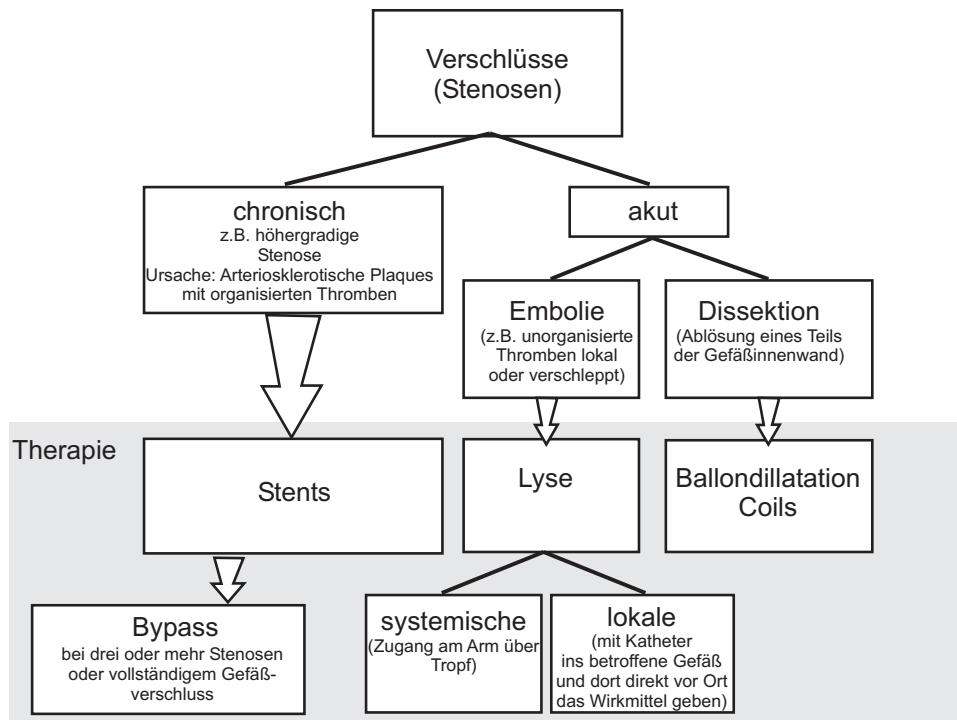 Verschlüsse
(Stenosen)
chronisch
z.B. höhergradige
Stenose
Ursache: Arteriosklerotische Plaques
mit organisierten Thromben
akut
Embolie
(z.B. unorganisierte
Thromben lokal
oder verschleppt)
Dissektion
(Ablösung eines Teils
der Gefäßinnenwand)
Therapie
Stents
Lyse
Ballondillatation
Coils
Bypass
bei drei oder mehr Stenosen
oder vollständigem Gefäß-
verschluss
systemische
(Zugang am Arm über
Tropf)
lokale
(mit Katheter
ins betroffene Gefäß
und dort direkt vor Ort
das Wirkmittel geben)